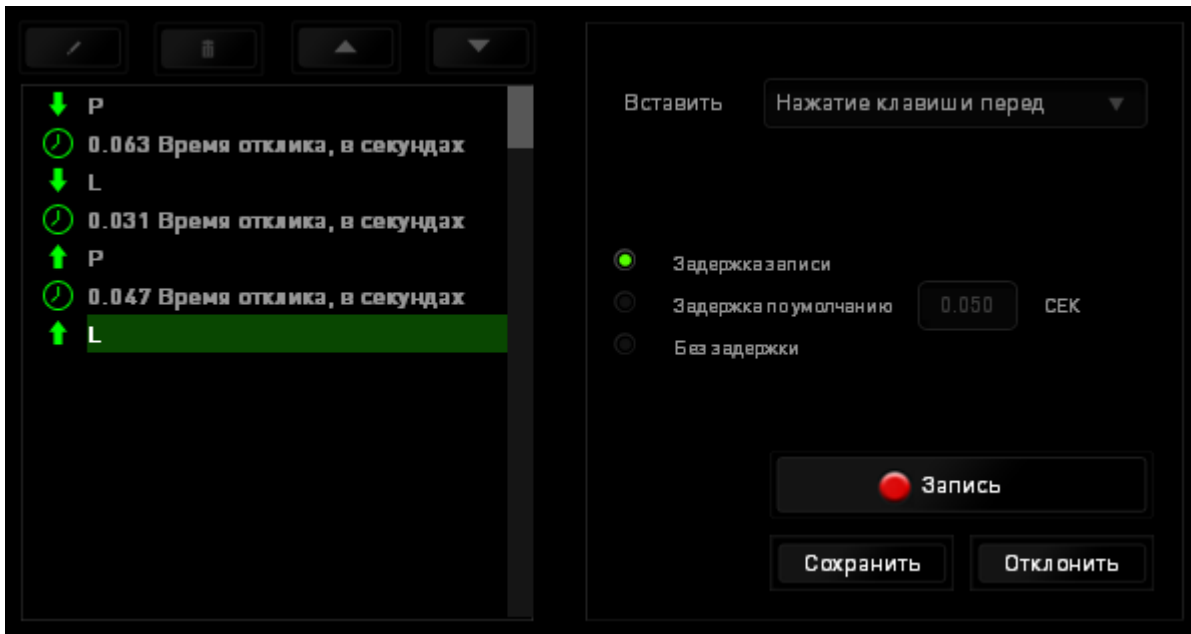 P
0.063 Время отклика, в секундах
L
0.031 Время отклика, в секундах
P
0.047 Время отклика, в секундах
L
Вставить Нажатие клавиши перед
Задержка записи
Задержка по умолчанию 0.050 СЕК
Без задержки
Запись
Сохранить Отклонить